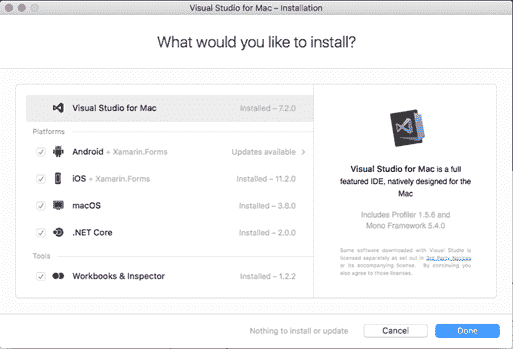 Visual Studio for Mac – Installation
What would you like to install?
Visual Studio for Mac Installed – 7.2.0
Platforms
Android + Xamarin.Forms Updates available >
iOS + Xamarin.Forms Installed – 11.2.0
macOS Installed – 3.8.0
.NET Core Installed – 2.0.0
Tools
Workbooks & Inspector Installed – 1.2.2
Visual Studio for Mac is a full
featured IDE, natively designed for the
Mac
Includes Profiler 1.5.6 and
Mono Framework 5.4.0
Some software downloaded with Visual Studio is
licensed separately as set out in 3rd Party Notices
or its accompanying license. By continuing you
also agree to those licenses.
Nothing to install or update Cancel Done